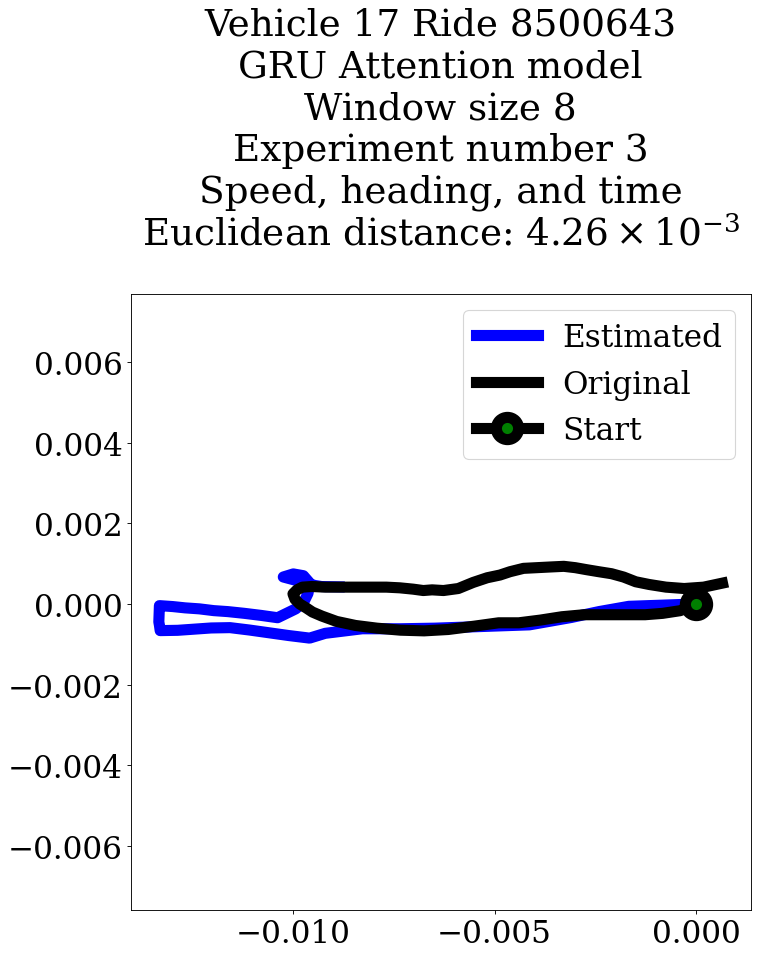 Vehicle 17 Ride 8500643
GRU Attention model
Window size 8
Experiment number 3
Speed, heading, and time
Euclidean distance: 4.26 × 10⁻³
Estimated
Original
Start
0.006
0.004
0.002
0.000
−0.002
−0.004
−0.006
−0.010
−0.005
0.000